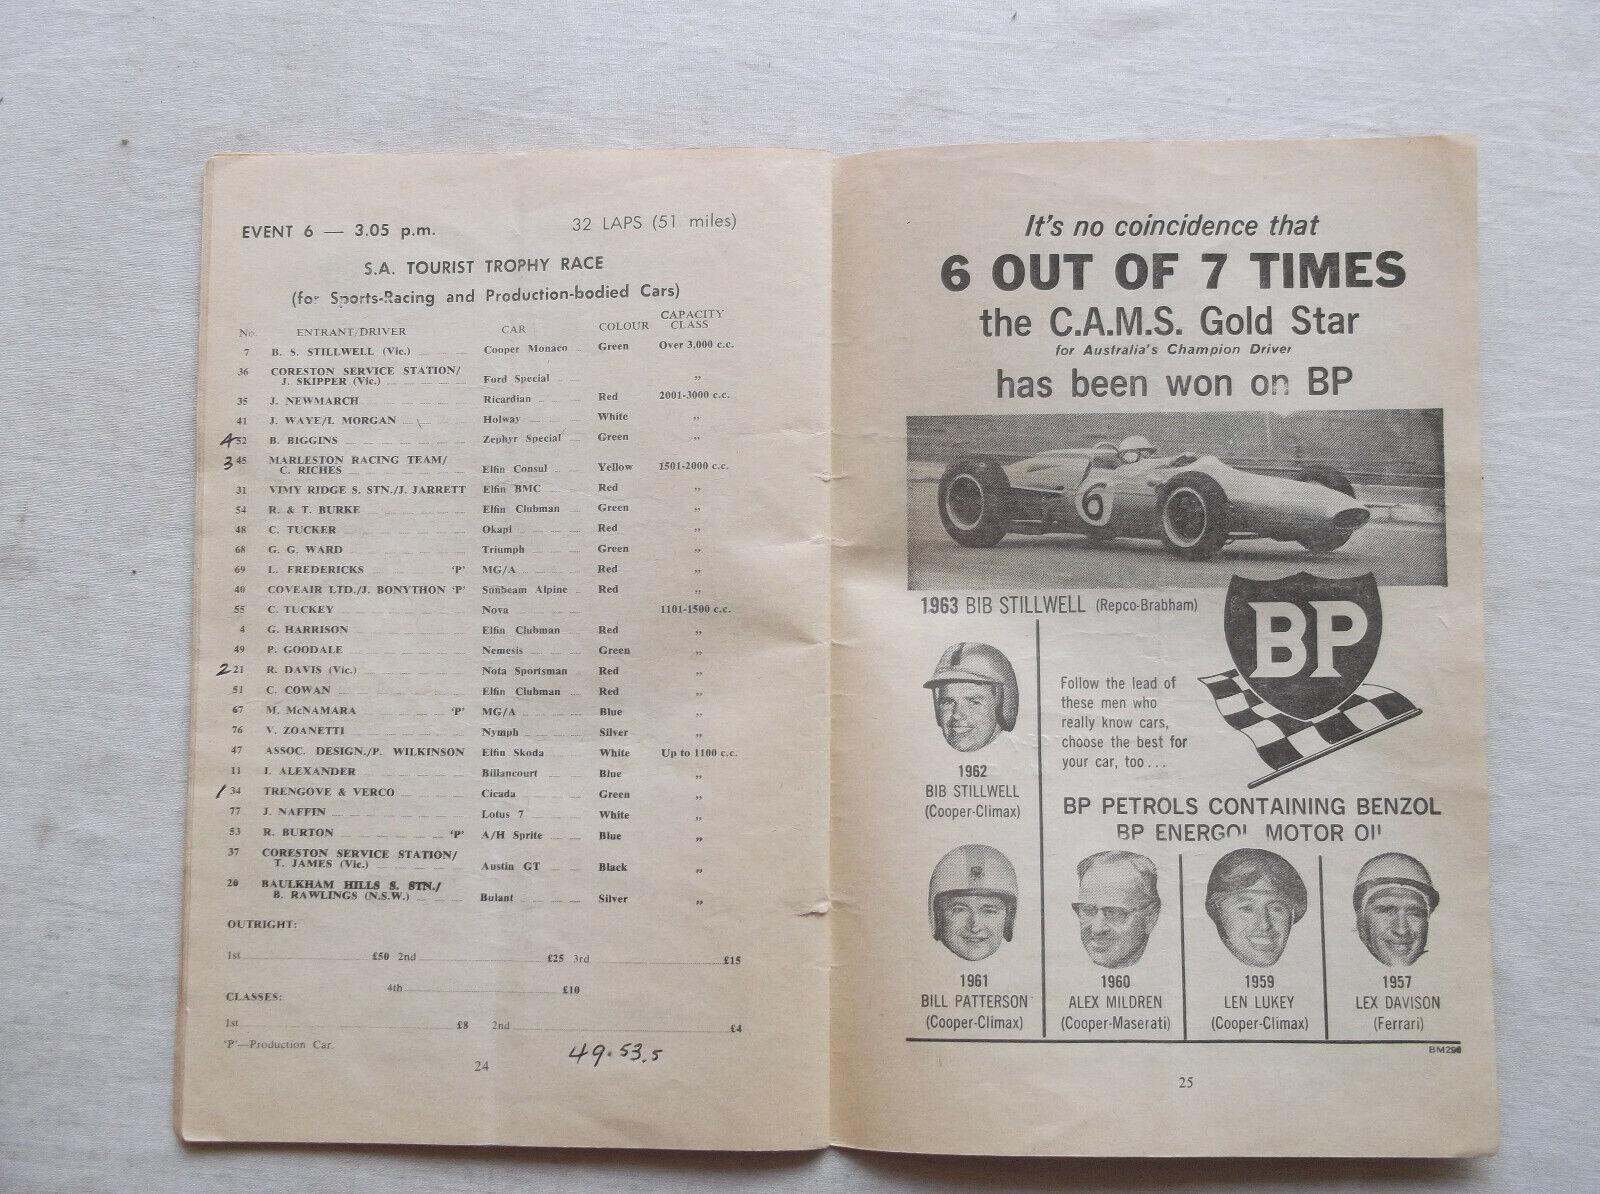 EVENT 6 — 3.05 p.m. 32 LAPS (51 miles)
S.A. TOURIST TROPHY RACE
(for Sports-Racing and Production-bodied Cars)
No. ENTRANT/DRIVER CAR COLOUR CAPACITY CLASS
7 B. S. STILLWELL (Vic.) Cooper Monaco Green Over 3,000 c.c.
36 CORESTON SERVICE STATION/
J. SKIPPER (Vic.) Ford Special ,,
35 J. NEWMARCH Ricardian Red 2001-3000 c.c.
41 J. WAYE/I. MORGAN Holway White ,,
4 52 B. BIGGINS Zephyr Special Green ,,
3 45 MARLESTON RACING TEAM/
C. RICHES Elfin Consul Yellow 1501-2000 c.c.
31 VIMY RIDGE S. STN./J. JARRETT Elfin BMC Red ,,
54 R. & T. BURKE Elfin Clubman Green ,,
48 C. TUCKER Okapi Red ,,
68 G. G. WARD Triumph Green ,,
69 L. FREDERICKS 'P' MG/A Red ,,
40 COVEAIR LTD./J. BONYTHON 'P' Sunbeam Alpine Red ,,
55 C. TUCKEY Nova 1101-1500 c.c.
4 G. HARRISON Elfin Clubman Red ,,
49 P. GOODALE Nemesis Green ,,
2 21 R. DAVIS (Vic.) Nota Sportsman Red ,,
51 C. COWAN Elfin Clubman Red ,,
67 M. McNAMARA 'P' MG/A Blue ,,
76 V. ZOANETTI Nymph Silver ,,
47 ASSOC. DESIGN./P. WILKINSON Elfin Skoda White Up to 1100 c.c.
11 I. ALEXANDER Billancourt Blue ,,
1 34 TRENGOVE & VERCO Cicada Green ,,
77 J. NAFFIN Lotus 7 White ,,
53 R. BURTON 'P' A/H Sprite Blue ,,
37 CORESTON SERVICE STATION/
T. JAMES (Vic.) Austin GT Black ,,
20 BAULKHAM HILLS S. STN./
B. RAWLINGS (N.S.W.) Bulant Silver ,,
OUTRIGHT:
1st £50 2nd £25 3rd £15
4th £10
CLASSES:
1st £8 2nd £4
'P'—Production Car.
49.53.5
24
It's no coincidence that
6 OUT OF 7 TIMES
the C.A.M.S. Gold Star
for Australia's Champion Driver
has been won on BP
6
1963 BIB STILLWELL (Repco-Brabham)
BP
Follow the lead of
these men who
really know cars,
choose the best for
your car, too...
1962
BIB STILLWELL
(Cooper-Climax)
BP PETROLS CONTAINING BENZOL
BP ENERGOL MOTOR OIL
1961
BILL PATTERSON
(Cooper-Climax)
1960
ALEX MILDREN
(Cooper-Maserati)
1959
LEN LUKEY
(Cooper-Climax)
1957
LEX DAVISON
(Ferrari)
25